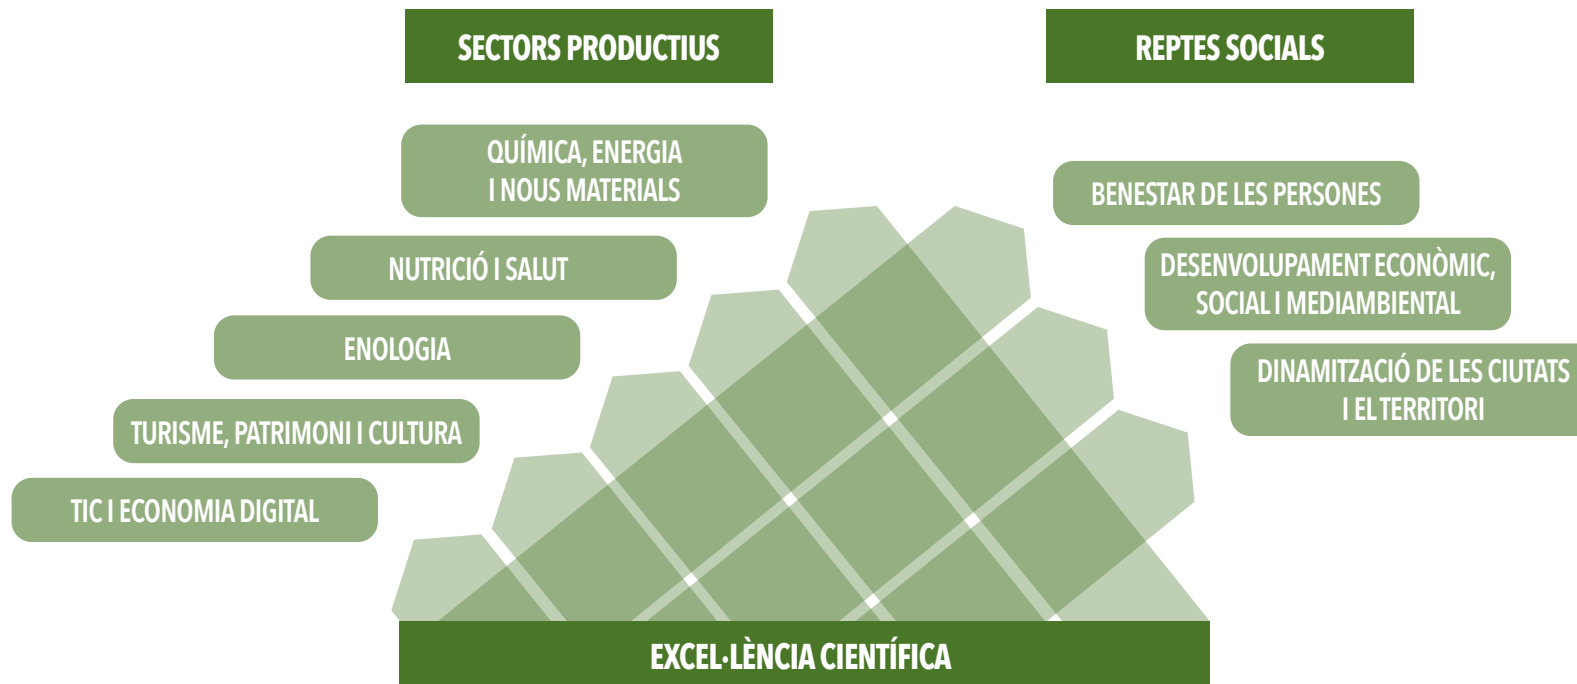 SECTORS PRODUCTIUS
QUÍMICA, ENERGIA
I NOUS MATERIALS
NUTRICIÓ I SALUT
ENOLOGIA
TURISME, PATRIMONI I CULTURA
TIC I ECONOMIA DIGITAL
REPTES SOCIALS
BENESTAR DE LES PERSONES
DESENVOLUPAMENT ECONÒMIC,
SOCIAL I MEDIAMBIENTAL
DINAMITZACIÓ DE LES CIUTATS
I EL TERRITORI
EXCEL·LÈNCIA CIENTÍFICA